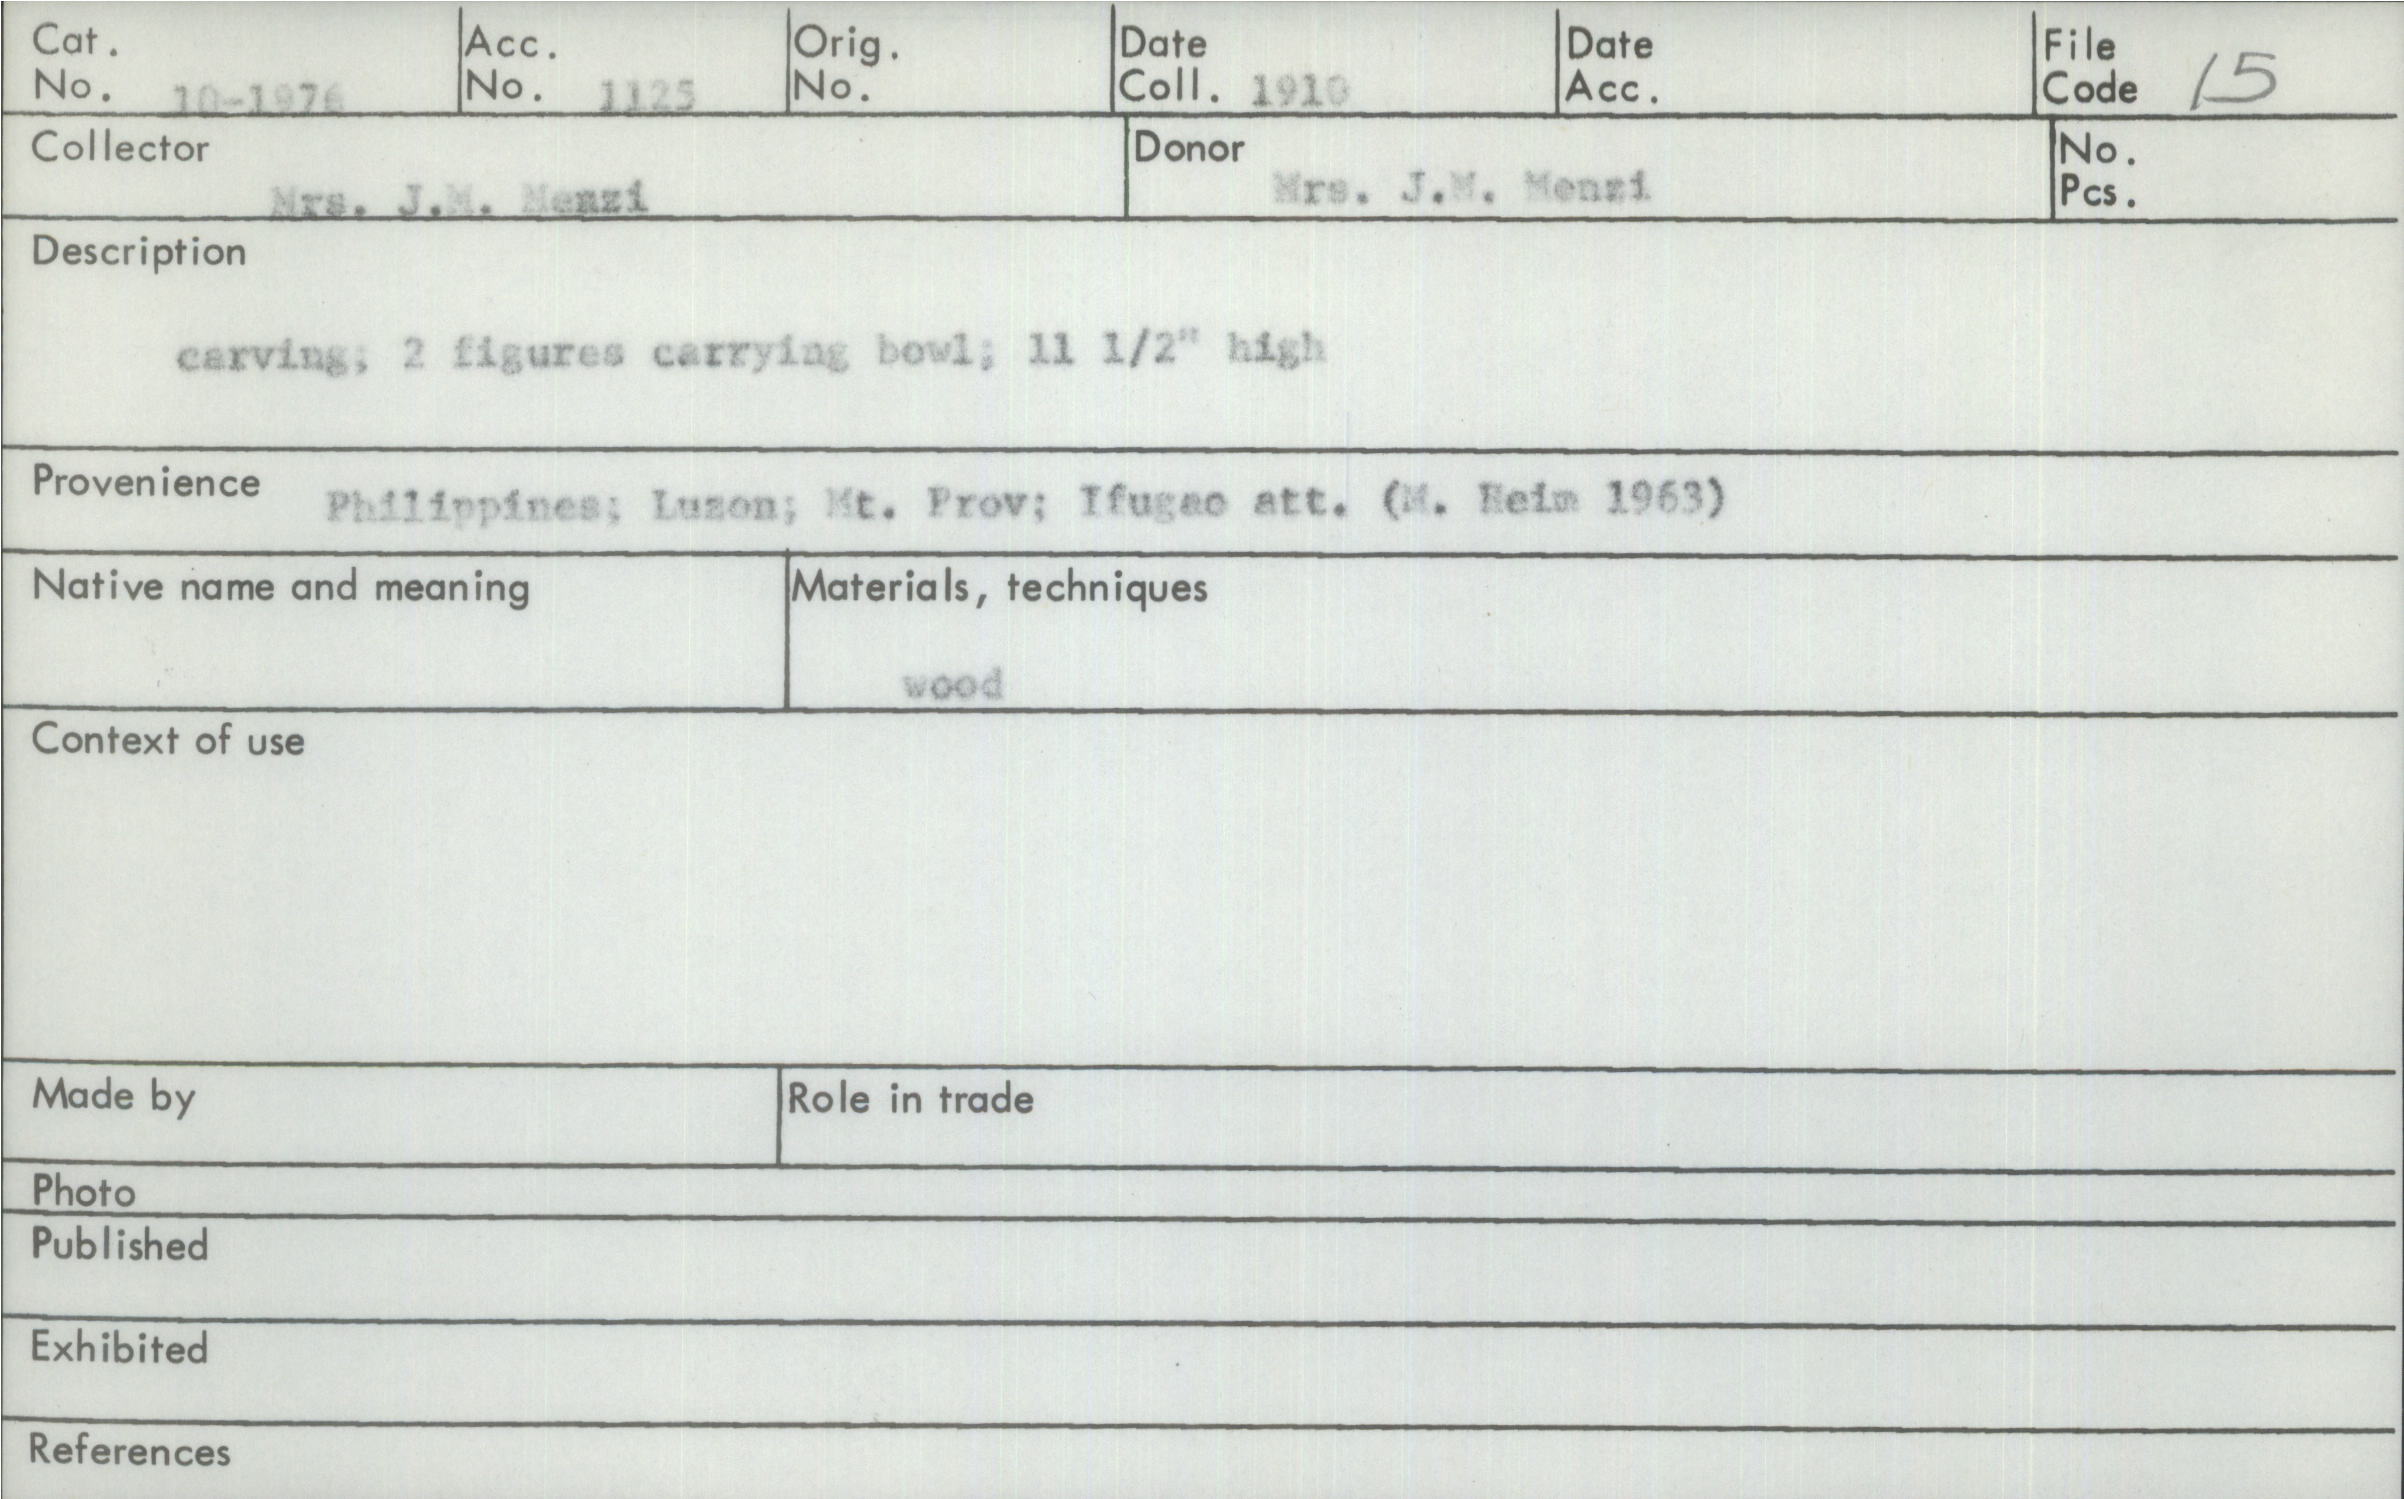 Cat. No. 10-1976 Acc. No. 1125 Orig. No. Date Coll. 1910 Date Acc. File Code 15
Collector Mrs. J.M. Menzi Donor Mrs. J.M. Menzi No. Pcs.
Description
carving; 2 figures carrying bowl; 11 1/2" high
Provenience Philippines; Luzon; Mt. Prov; Ifugao att. (M. Heim 1963)
Native name and meaning Materials, techniques
wood
Context of use
Made by Role in trade
Photo
Published
Exhibited
References